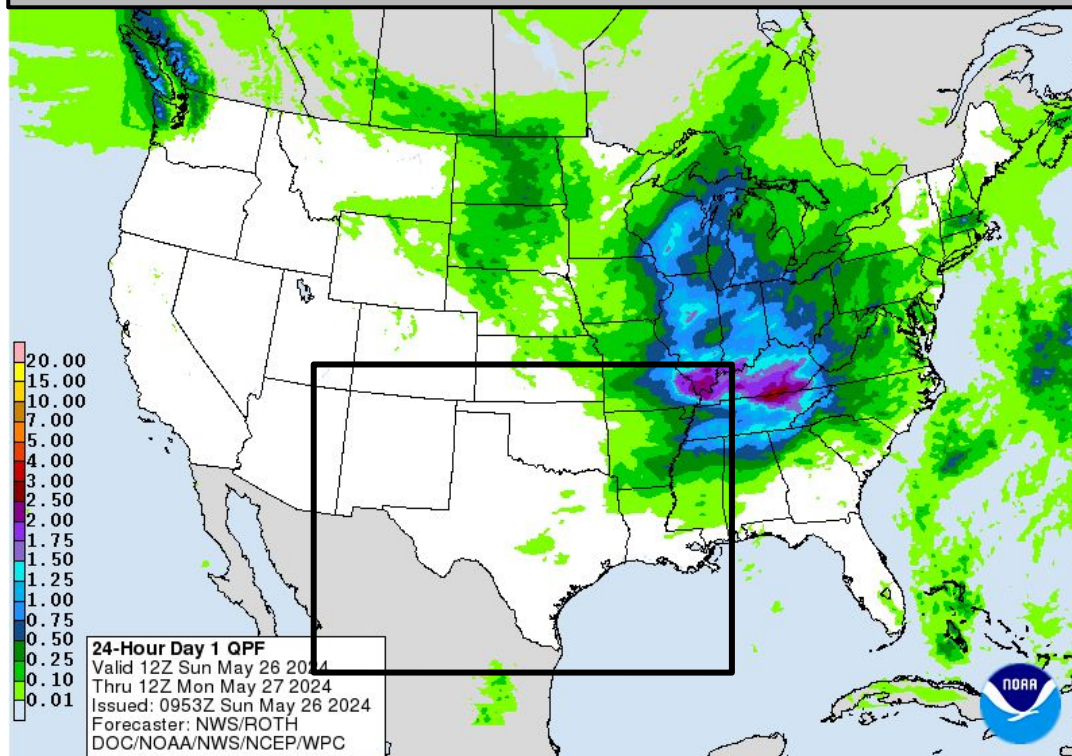 20.00
15.00
10.00
7.00
5.00
4.00
3.00
2.50
2.00
1.75
1.50
1.25
1.00
0.75
0.50
0.25
0.10
0.01
24-Hour Day 1 QPF
Valid 12Z Sun May 26 2024
Thru 12Z Mon May 27 2024
Issued: 0953Z Sun May 26 2024
Forecaster: NWS/ROTH
DOC/NOAA/NWS/NCEP/WPC
NOAA